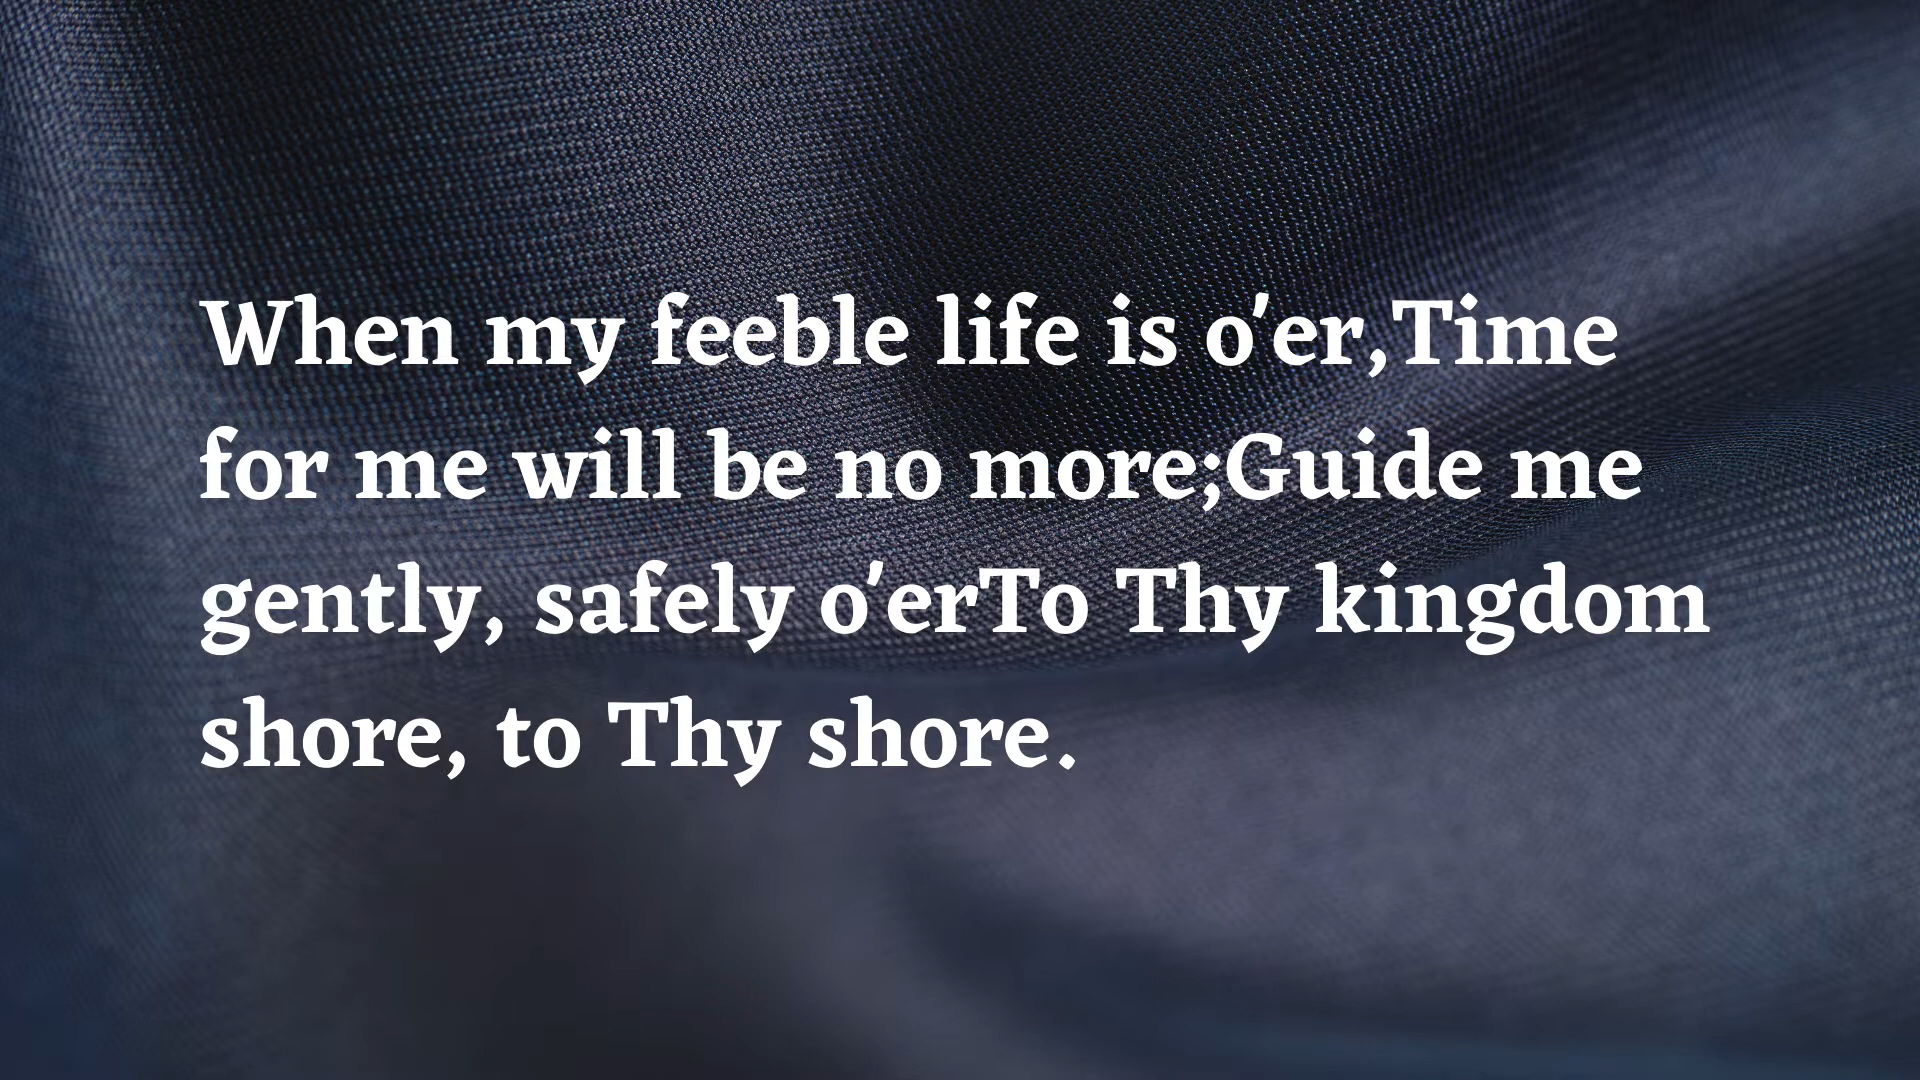 When my feeble life is o'er,Time
for me will be no more;Guide me
gently, safely o'erTo Thy kingdom
shore, to Thy shore.